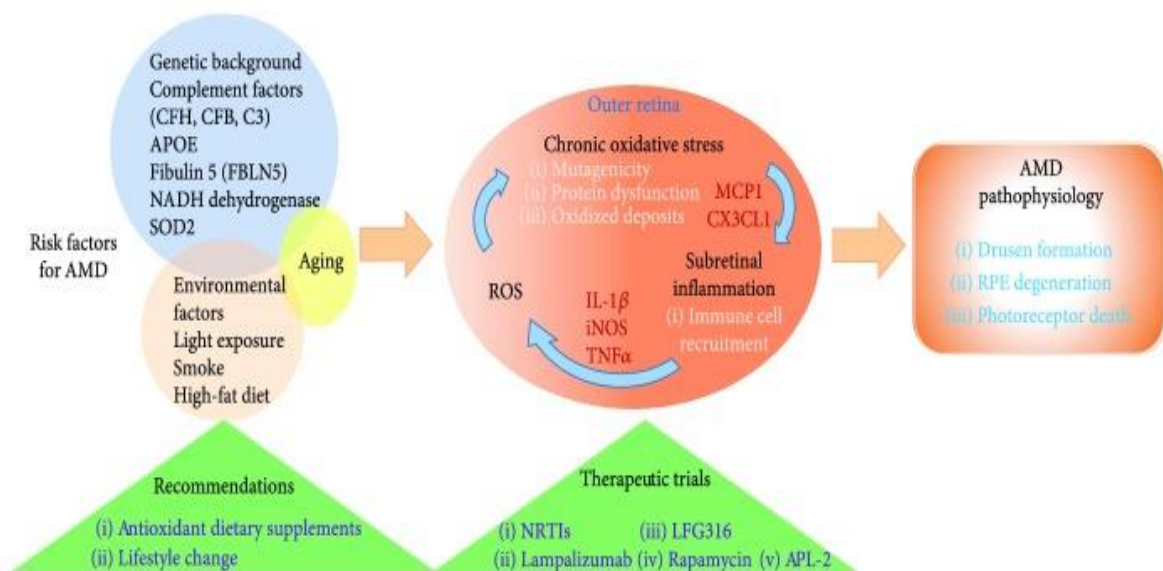 Risk factors
for AMD
Genetic background
Complement factors
(CFH, CFB, C3)
APOE
Fibulin 5 (FBLN5)
NADH dehydrogenase
SOD2
Aging
Environmental
factors
Light exposure
Smoke
High-fat diet
Recommendations
(i) Antioxidant dietary supplements
(ii) Lifestyle change
Outer retina
Chronic oxidative stress
(i) Mutagenicity
(ii) Protein dysfunction
(iii) Oxidized deposits
MCP1
CX3CL1
Subretinal
inflammation
(i) Immune cell
recruitment
IL-1β
iNOS
TNFα
ROS
Therapeutic trials
(i) NRTIs (iii) LFG316
(ii) Lampalizumab (iv) Rapamycin (v) APL-2
AMD
pathophysiology
(i) Drusen formation
(ii) RPE degeneration
(iii) Photoreceptor death